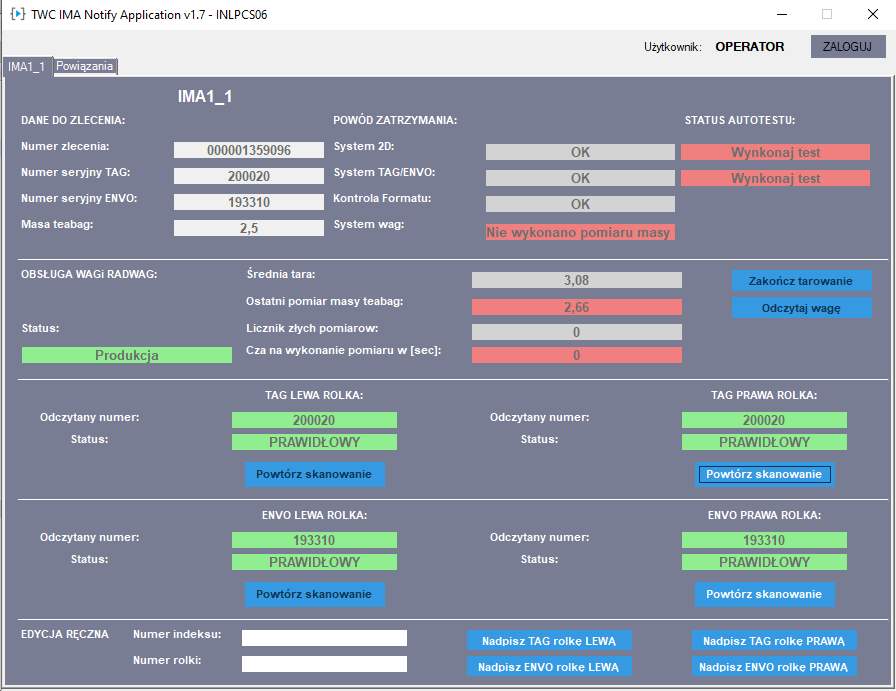 TWC IMA Notify Application v1.7 - INLPCS06
Użytkownik: OPERATOR ZALOGUJ
IMA1_1 Powiązania
IMA1_1
DANE DO ZLECENIA: POWÓD ZATRZYMANIA: STATUS AUTOTESTU:
Numer zlecenia: 000001359096 System 2D: OK Wynkonaj test
Numer seryjny TAG: 200020 System TAG/ENVO: OK Wynkonaj test
Numer seryjny ENVO: 193310 Kontrola Formatu: OK
Masa teabag: 2,5 System wag: Nie wykonano pomiaru masy
OBSŁUGA WAGi RADWAG: Średnia tara: 3,08 Zakończ tarowanie
Ostatni pomiar masy teabag: 2,66 Odczytaj wagę
Status: Licznik złych pomiarow: 0
Produkcja Cza na wykonanie pomiaru w [sec]: 0
TAG LEWA ROLKA: TAG PRAWA ROLKA:
Odczytany numer: 200020 Odczytany numer: 200020
Status: PRAWIDŁOWY Status: PRAWIDŁOWY
Powtórz skanowanie Powtórz skanowanie
ENVO LEWA ROLKA: ENVO PRAWA ROLKA:
Odczytany numer: 193310 Odczytany numer: 193310
Status: PRAWIDŁOWY Status: PRAWIDŁOWY
Powtórz skanowanie Powtórz skanowanie
EDYCJA RĘCZNA Numer indeksu: Nadpisz TAG rolkę LEWĄ Nadpisz TAG rolkę PRAWĄ
Numer rolki: Nadpisz ENVO rolkę LEWĄ Nadpisz ENVO rolkę PRAWĄ